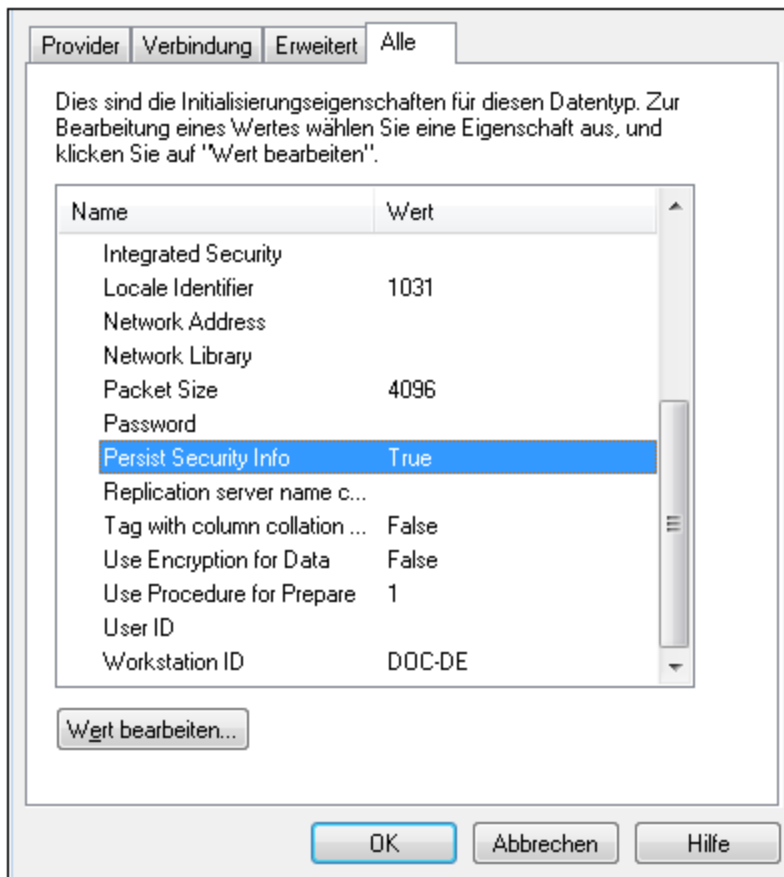 Provider Verbindung Erweitert Alle
Dies sind die Initialisierungseigenschaften für diesen Datentyp. Zur
Bearbeitung eines Wertes wählen Sie eine Eigenschaft aus, und
klicken Sie auf "Wert bearbeiten".
Name Wert
Integrated Security
Locale Identifier 1031
Network Address
Network Library
Packet Size 4096
Password
Persist Security Info True
Replication server name c...
Tag with column collation ... False
Use Encryption for Data False
Use Procedure for Prepare 1
User ID
Workstation ID DOC-DE
Wert bearbeiten...
OK Abbrechen Hilfe